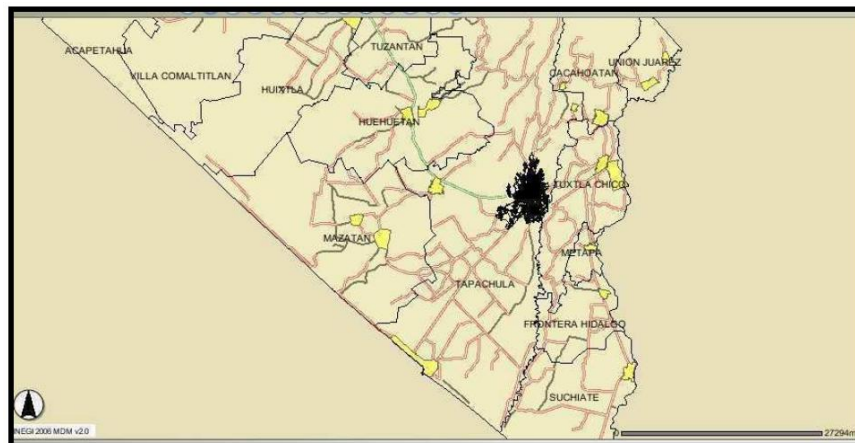 TUZANTAN
ACAPETAHUA
UNION JUAREZ
VILLA COMALTITLAN
CACAHOATAN
HUIXTLA
HUEHUETAN
TUXTLA CHICO
MAZATAN
METAPA
TAPACHULA
FRONTERA HIDALGO
SUCHIATE
INEGI 2006 MDM v2.0
0 27294m